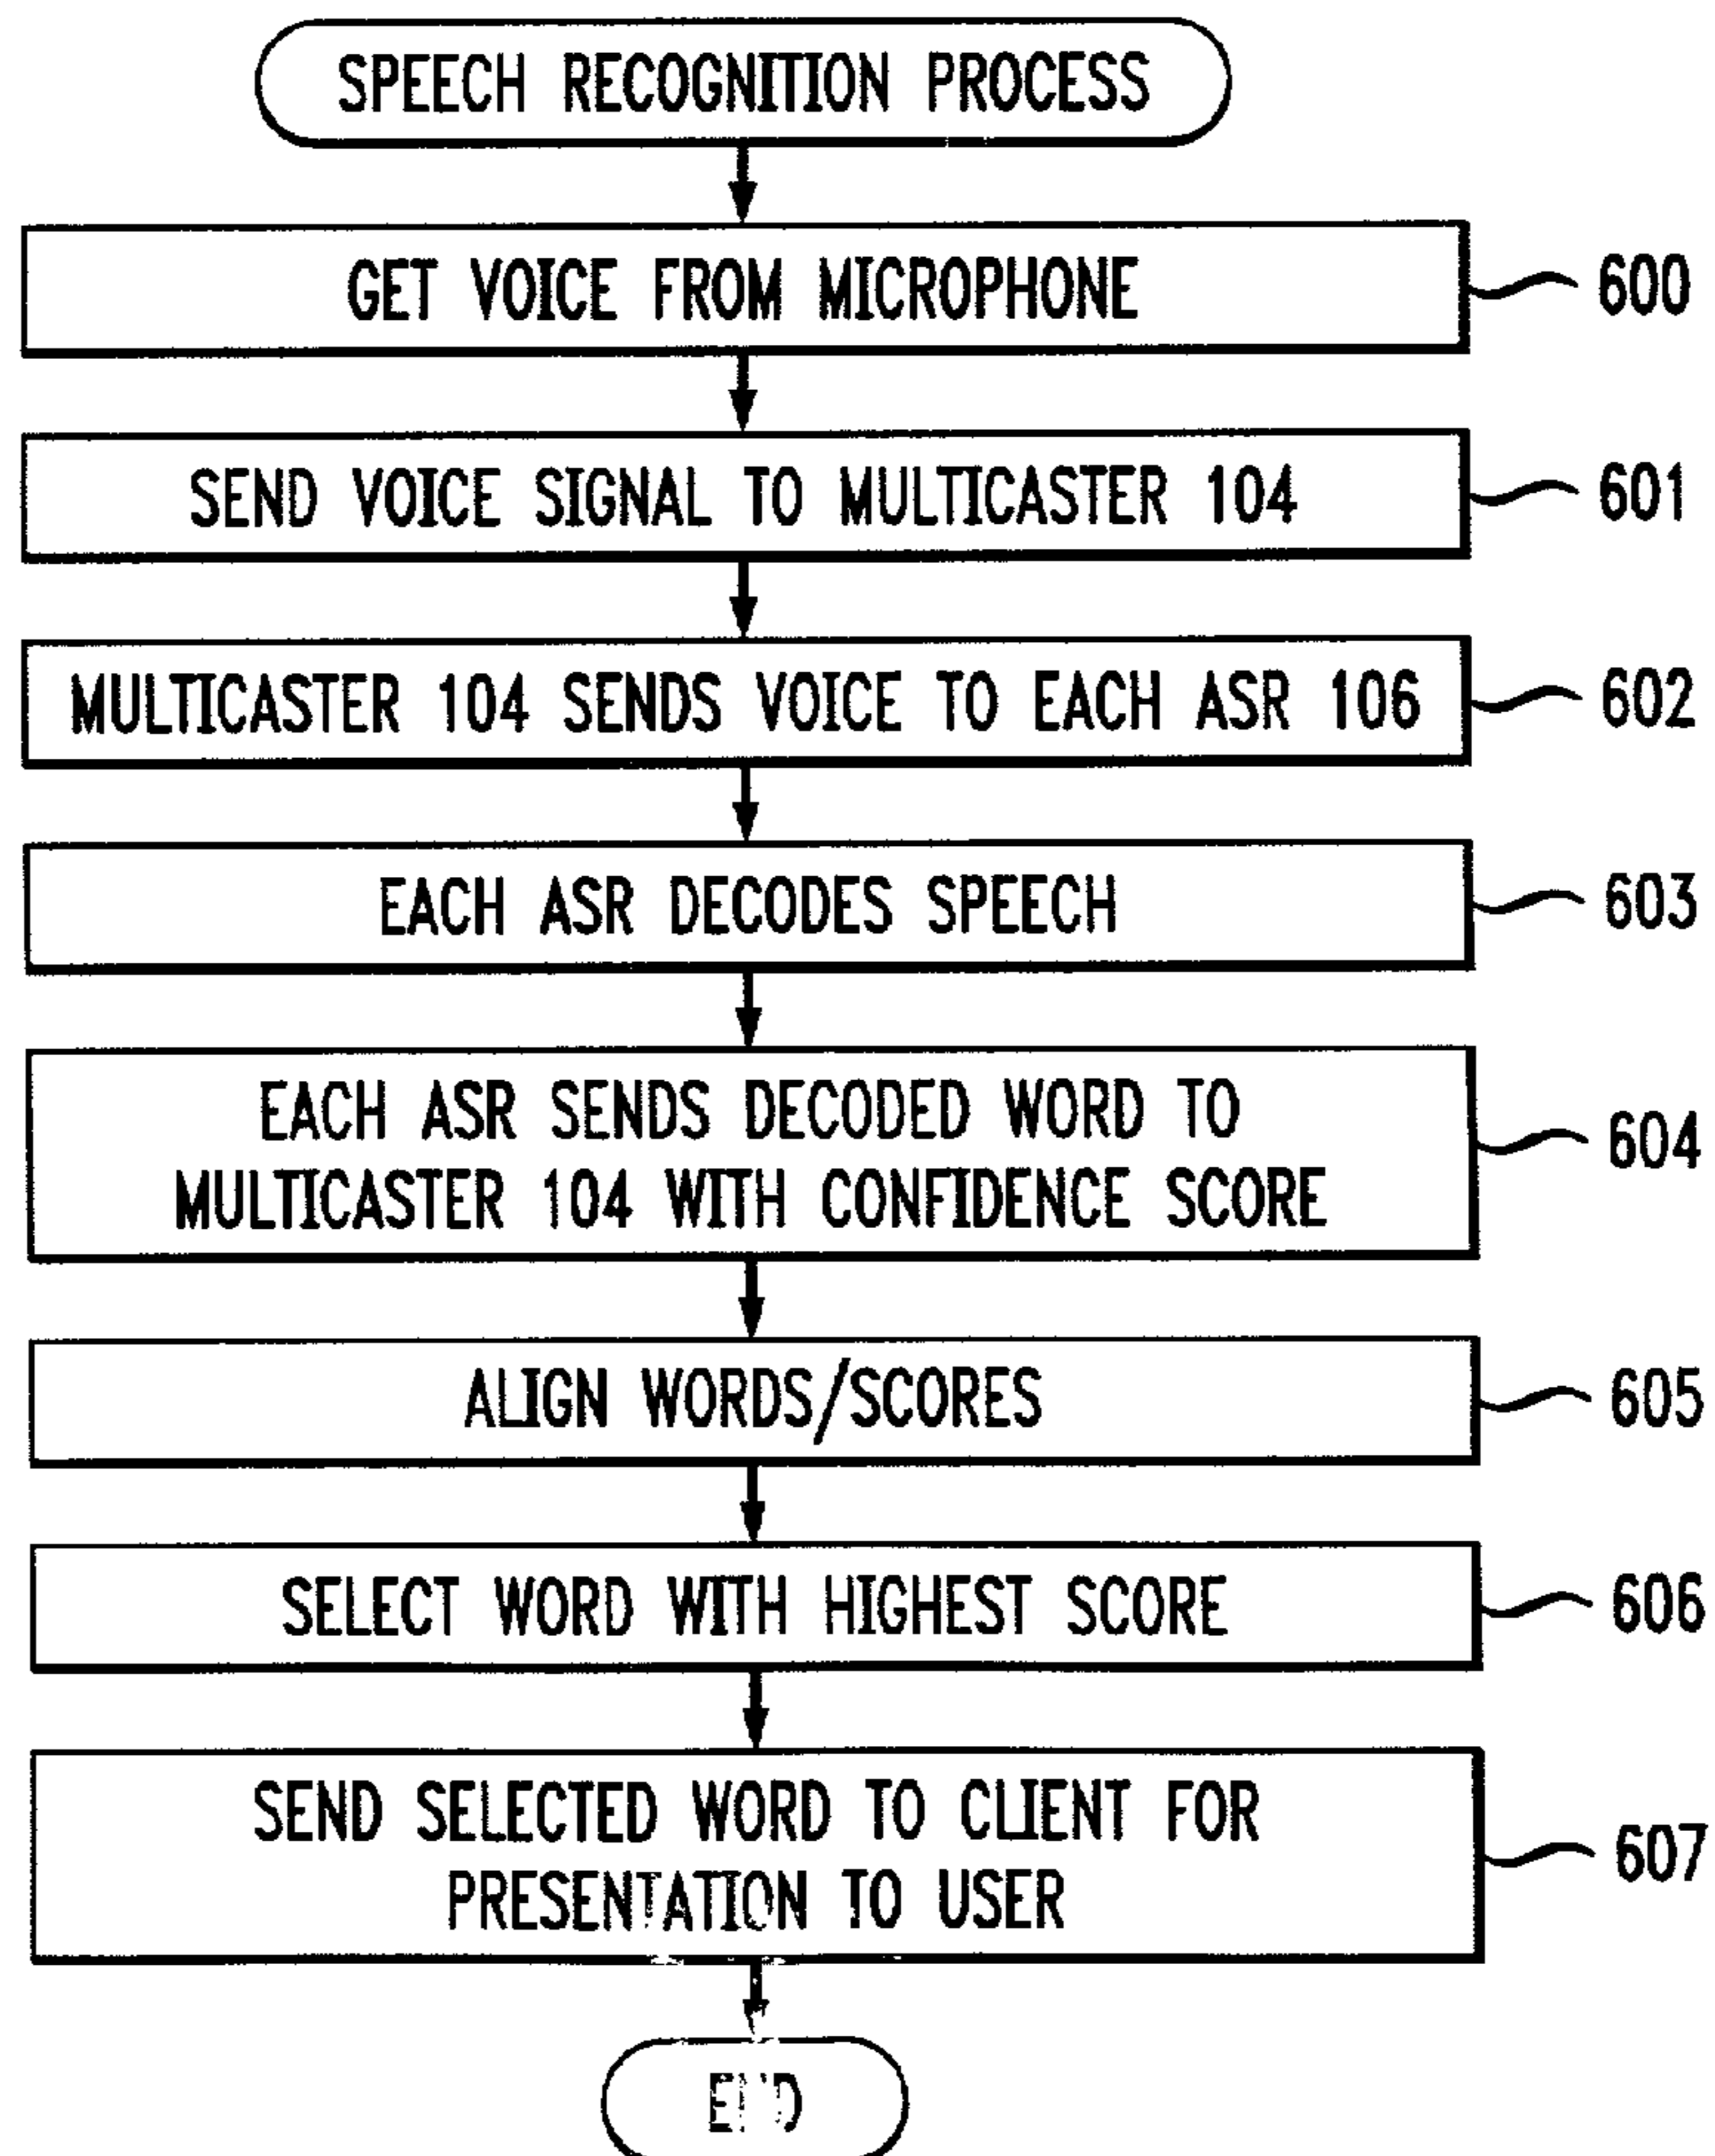 SPEECH RECOGNITION PROCESS
GET VOICE FROM MICROPHONE
600
SEND VOICE SIGNAL TO MULTICASTER 104
601
MULTICASTER 104 SENDS VOICE TO EACH ASR 106
602
EACH ASR DECODES SPEECH
603
EACH ASR SENDS DECODED WORD TO
MULTICASTER 104 WITH CONFIDENCE SCORE
604
ALIGN WORDS/SCORES
605
SELECT WORD WITH HIGHEST SCORE
606
SEND SELECTED WORD TO CLIENT FOR
PRESENTATION TO USER
607
END